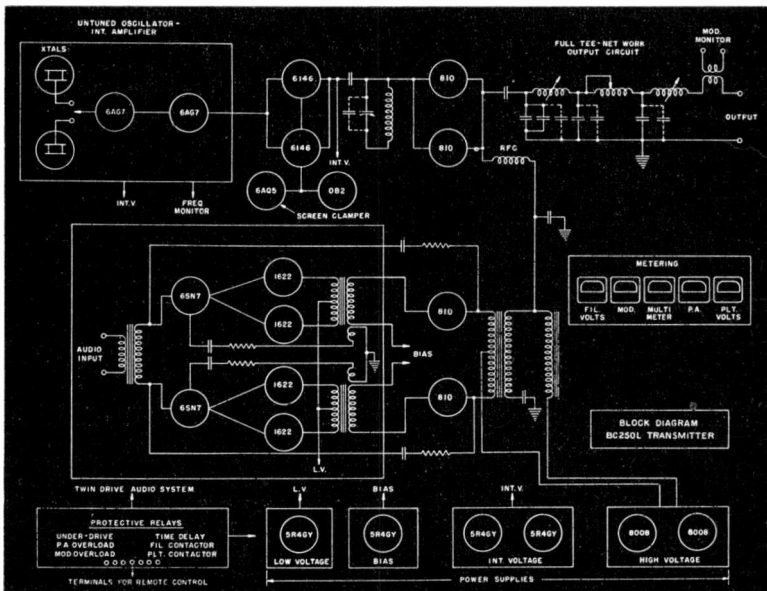 UNTUNED OSCILLATOR-
INT. AMPLIFIER
XTALS
6AG7
6AG7
INT.V
FREQ
MONITOR
6146
6146
6AQ5
OB2
SCREEN CLAMPER
INT.V.
810
810
RFC
FULL TEE-NET WORK
OUTPUT CIRCUIT
MOD.
MONITOR
OUTPUT
AUDIO
INPUT
6SN7
6SN7
1622
1622
1622
1622
L.V.
BIAS
810
810
METERING
FIL.
VOLTS
MOD.
MULTI
METER
P.A.
PLT.
VOLTS
BLOCK DIAGRAM
BC250L TRANSMITTER
TWIN DRIVE AUDIO SYSTEM
L.V
BIAS
INT.V.
PROTECTIVE RELAYS
UNDER-DRIVE
TIME DELAY
P.A OVERLOAD
FIL. CONTACTOR
MOD.OVERLOAD
PLT. CONTACTOR
TERMINALS FOR REMOTE CONTROL
5R4GY
LOW VOLTAGE
5R4GY
BIAS
5R4GY
5R4GY
INT. VOLTAGE
8008
8008
HIGH VOLTAGE
POWER SUPPLIES